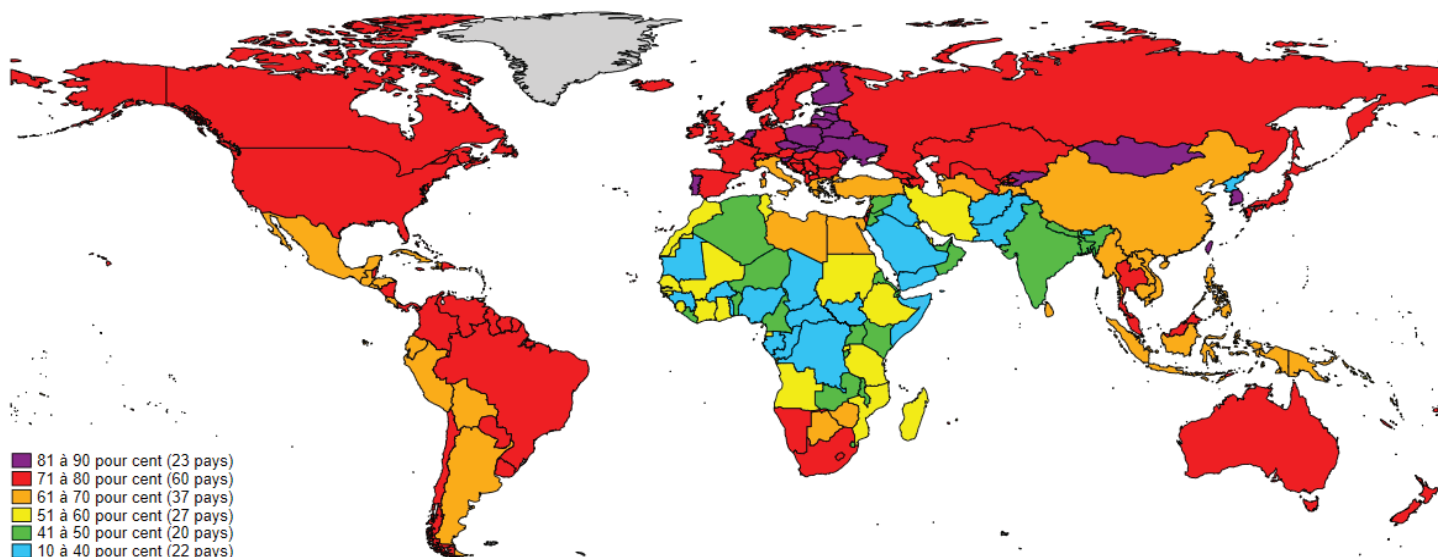 81 à 90 pour cent (23 pays)
71 à 80 pour cent (60 pays)
61 à 70 pour cent (37 pays)
51 à 60 pour cent (27 pays)
41 à 50 pour cent (20 pays)
10 à 40 pour cent (22 pays)